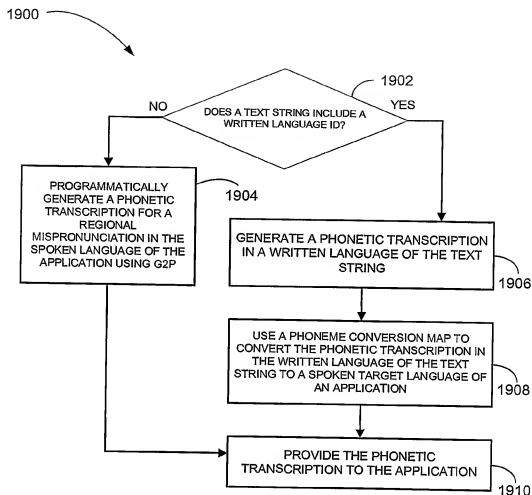 1900
1902
DOES A TEXT STRING INCLUDE A
WRITTEN LANGUAGE ID?
NO
YES
PROGRAMMATICALLY
GENERATE A PHONETIC
TRANSCRIPTION FOR A
REGIONAL
MISPRONUNCIATION IN THE
SPOKEN LANGUAGE OF THE
APPLICATION USING G2P
1904
GENERATE A PHONETIC TRANSCRIPTION
IN A WRITTEN LANGUAGE OF THE TEXT
STRING
1906
USE A PHONEME CONVERSION MAP TO
CONVERT THE PHONETIC TRANSCRIPTION IN
THE WRITTEN LANGUAGE OF THE TEXT
STRING TO A SPOKEN TARGET LANGUAGE OF
AN APPLICATION
1908
PROVIDE THE PHONETIC
TRANSCRIPTION TO THE APPLICATION
1910